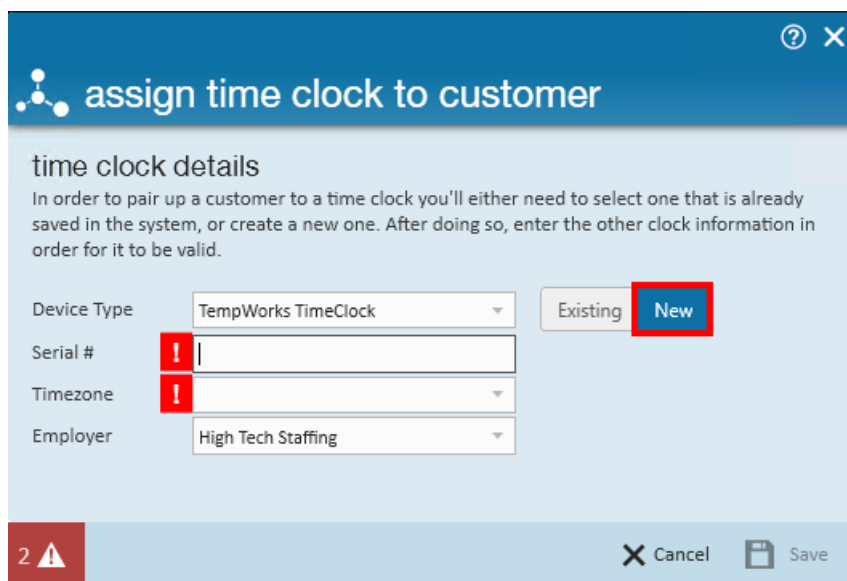 assign time clock to customer
time clock details
In order to pair up a customer to a time clock you'll either need to select one that is already
saved in the system, or create a new one. After doing so, enter the other clock information in
order for it to be valid.
Device Type TempWorks TimeClock Existing New
Serial # !
Timezone !
Employer High Tech Staffing
2 Cancel Save